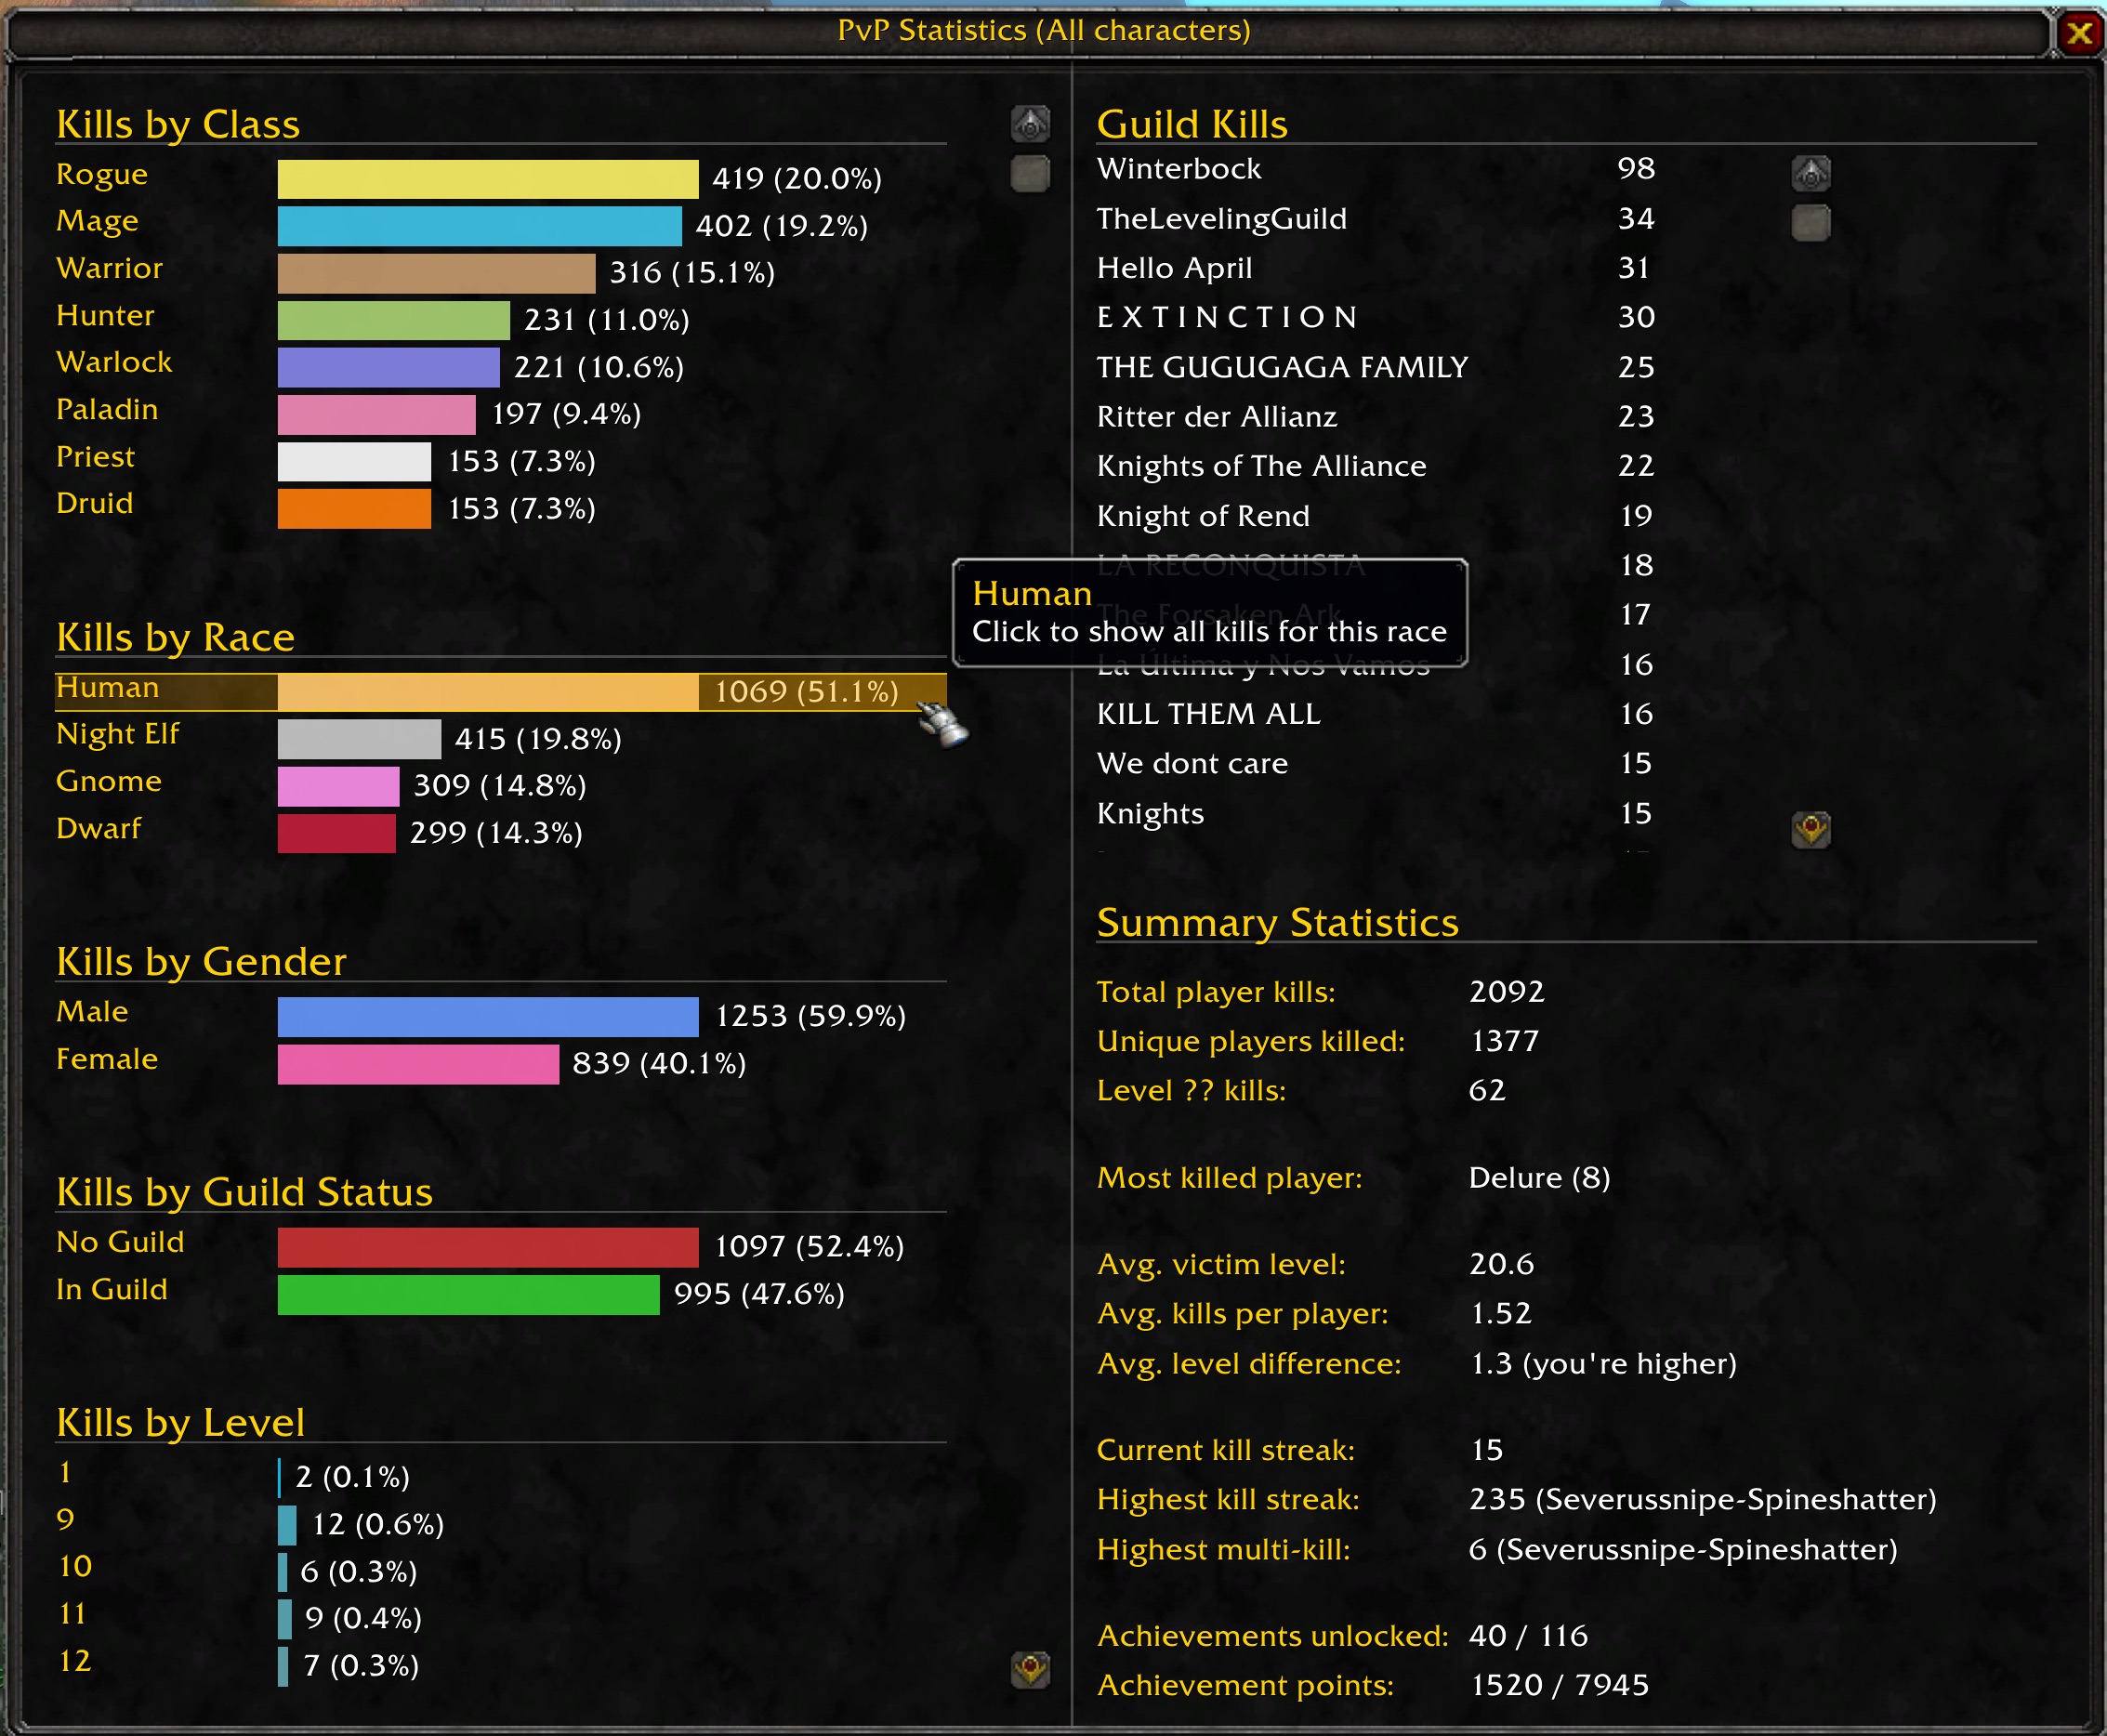 PvP Statistics (All characters)
Kills by Class
Rogue 419 (20.0%)
Mage 402 (19.2%)
Warrior 316 (15.1%)
Hunter 231 (11.0%)
Warlock 221 (10.6%)
Paladin 197 (9.4%)
Priest 153 (7.3%)
Druid 153 (7.3%)
Kills by Race
Human 1069 (51.1%)
Night Elf 415 (19.8%)
Gnome 309 (14.8%)
Dwarf 299 (14.3%)
Kills by Gender
Male 1253 (59.9%)
Female 839 (40.1%)
Kills by Guild Status
No Guild 1097 (52.4%)
In Guild 995 (47.6%)
Kills by Level
1 2 (0.1%)
9 12 (0.6%)
10 6 (0.3%)
11 9 (0.4%)
12 7 (0.3%)
Guild Kills
Winterbock 98
TheLevelingGuild 34
Hello April 31
E X T I N C T I O N 30
THE GUGUGAGA FAMILY 25
Ritter der Allianz 23
Knights of The Alliance 22
Knight of Rend 19
LA RECONQUISTA 18
The Forsaken Ark 17
La Última y Nos Vamos 16
KILL THEM ALL 16
We dont care 15
Knights 15
Human
Click to show all kills for this race
Summary Statistics
Total player kills: 2092
Unique players killed: 1377
Level ?? kills: 62
Most killed player: Delure (8)
Avg. victim level: 20.6
Avg. kills per player: 1.52
Avg. level difference: 1.3 (you're higher)
Current kill streak: 15
Highest kill streak: 235 (Severussnipe-Spineshatter)
Highest multi-kill: 6 (Severussnipe-Spineshatter)
Achievements unlocked: 40 / 116
Achievement points: 1520 / 7945